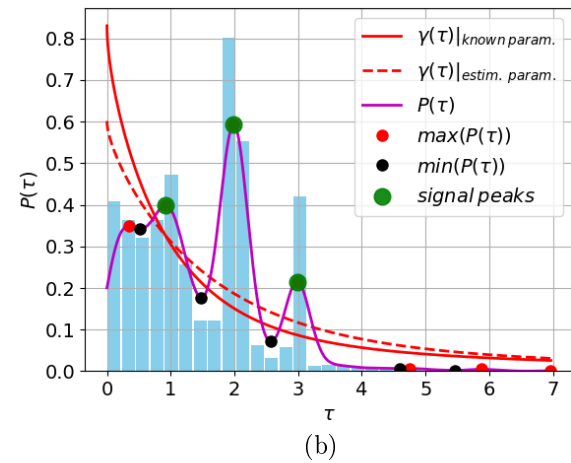 0.8
0.7
0.6
0.5
0.4
0.3
0.2
0.1
0.0
P(τ)
γ(τ)|known param.
γ(τ)|estim. param.
P(τ)
max(P(τ))
min(P(τ))
signal peaks
0 1 2 3 4 5 6 7
τ
(b)